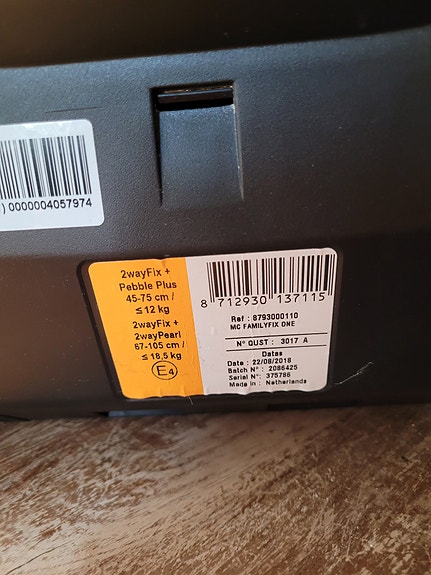 ) 0000004057974
2wayFix +
Pebble Plus
45-75 cm /
≤ 12 kg
2wayFix +
2wayPearl
67-105 cm /
≤ 18,5 kg
E4
8 712930 137115
Ref : 8793000110
MC FAMILYFIX ONE
N° OUST : 3017 A
Datas
Date : 22/08/2018
Batch N° : 2086425
Serial N° : 375786
Made in : Netherlands